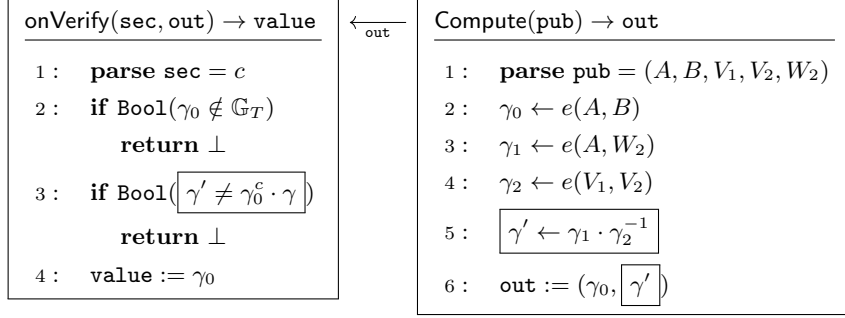 onVerify(sec, out) → value
1 : parse sec = c
2 : if Bool(γ₀ ∉ 𝔾_T)
return ⊥
3 : if Bool(γ′ ≠ γ₀ᶜ · γ)
return ⊥
4 : value := γ₀
out
Compute(pub) → out
1 : parse pub = (A, B, V₁, V₂, W₂)
2 : γ₀ ← e(A, B)
3 : γ₁ ← e(A, W₂)
4 : γ₂ ← e(V₁, V₂)
5 : γ′ ← γ₁ · γ₂⁻¹
6 : out := (γ₀, γ′)